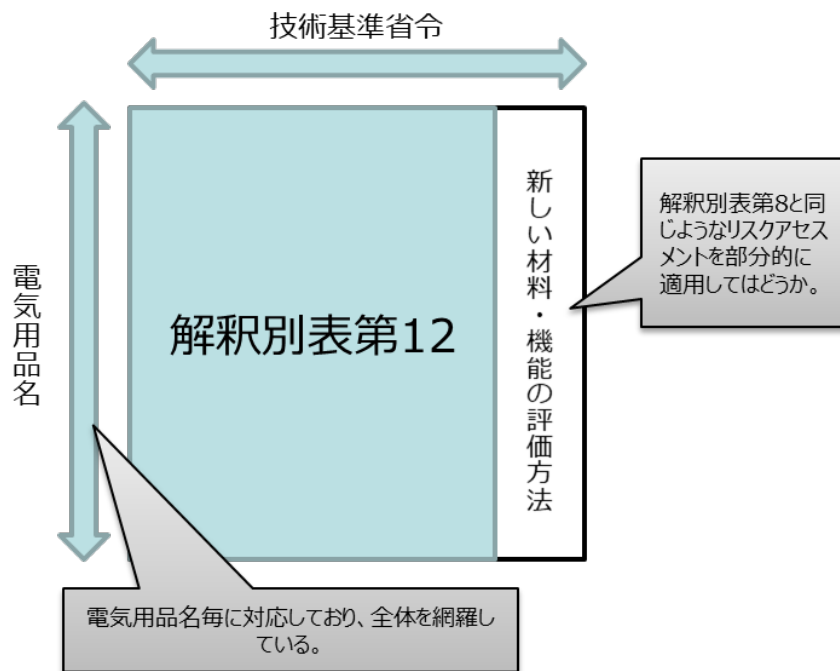 技術基準省令
電気用品名
解釈別表第12
新しい材料・機能の評価方法
解釈別表第8と同
じようなリスクアセス
メントを部分的に
適用してはどうか。
電気用品名毎に対応しており、全体を網羅し
ている。